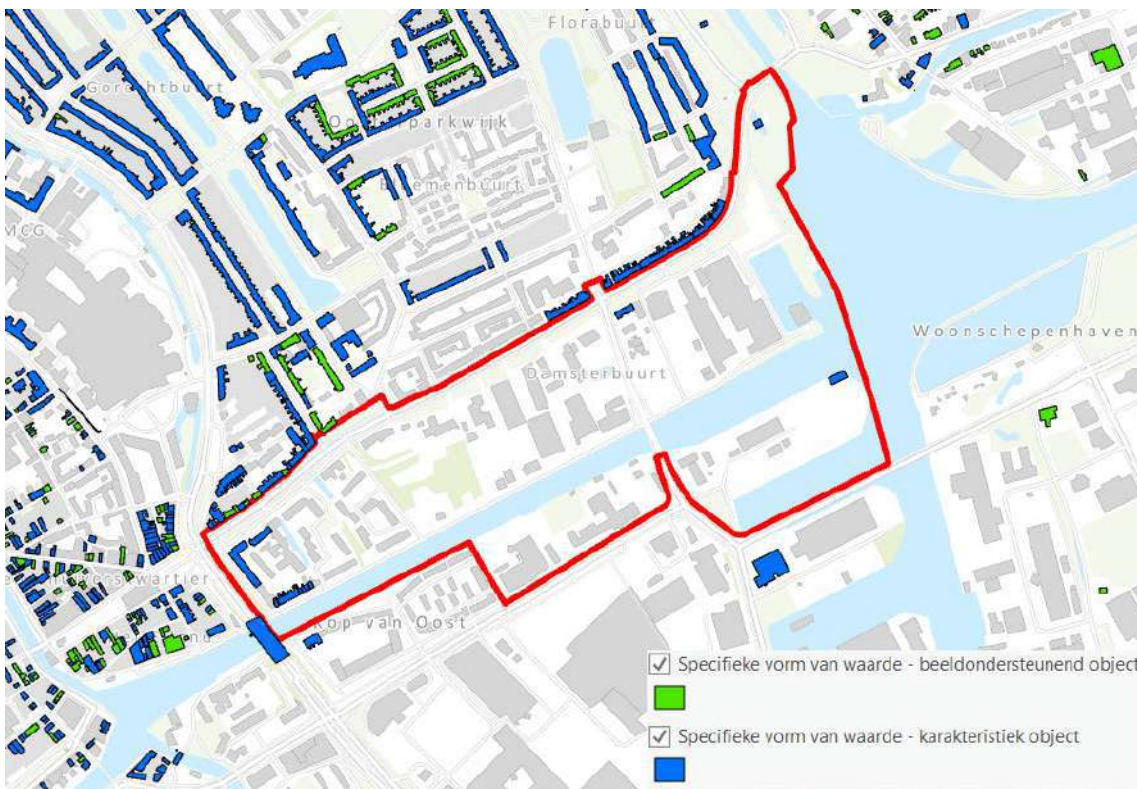 Florabuurt
Gorechtbuurt
Oosterparkwijk
Bloemenbuurt
MCG
Woonschepenhaven
Damsterbuurt
Kop van Oost
Specifieke vorm van waarde - beeldondersteunend object
Specifieke vorm van waarde - karakteristiek object